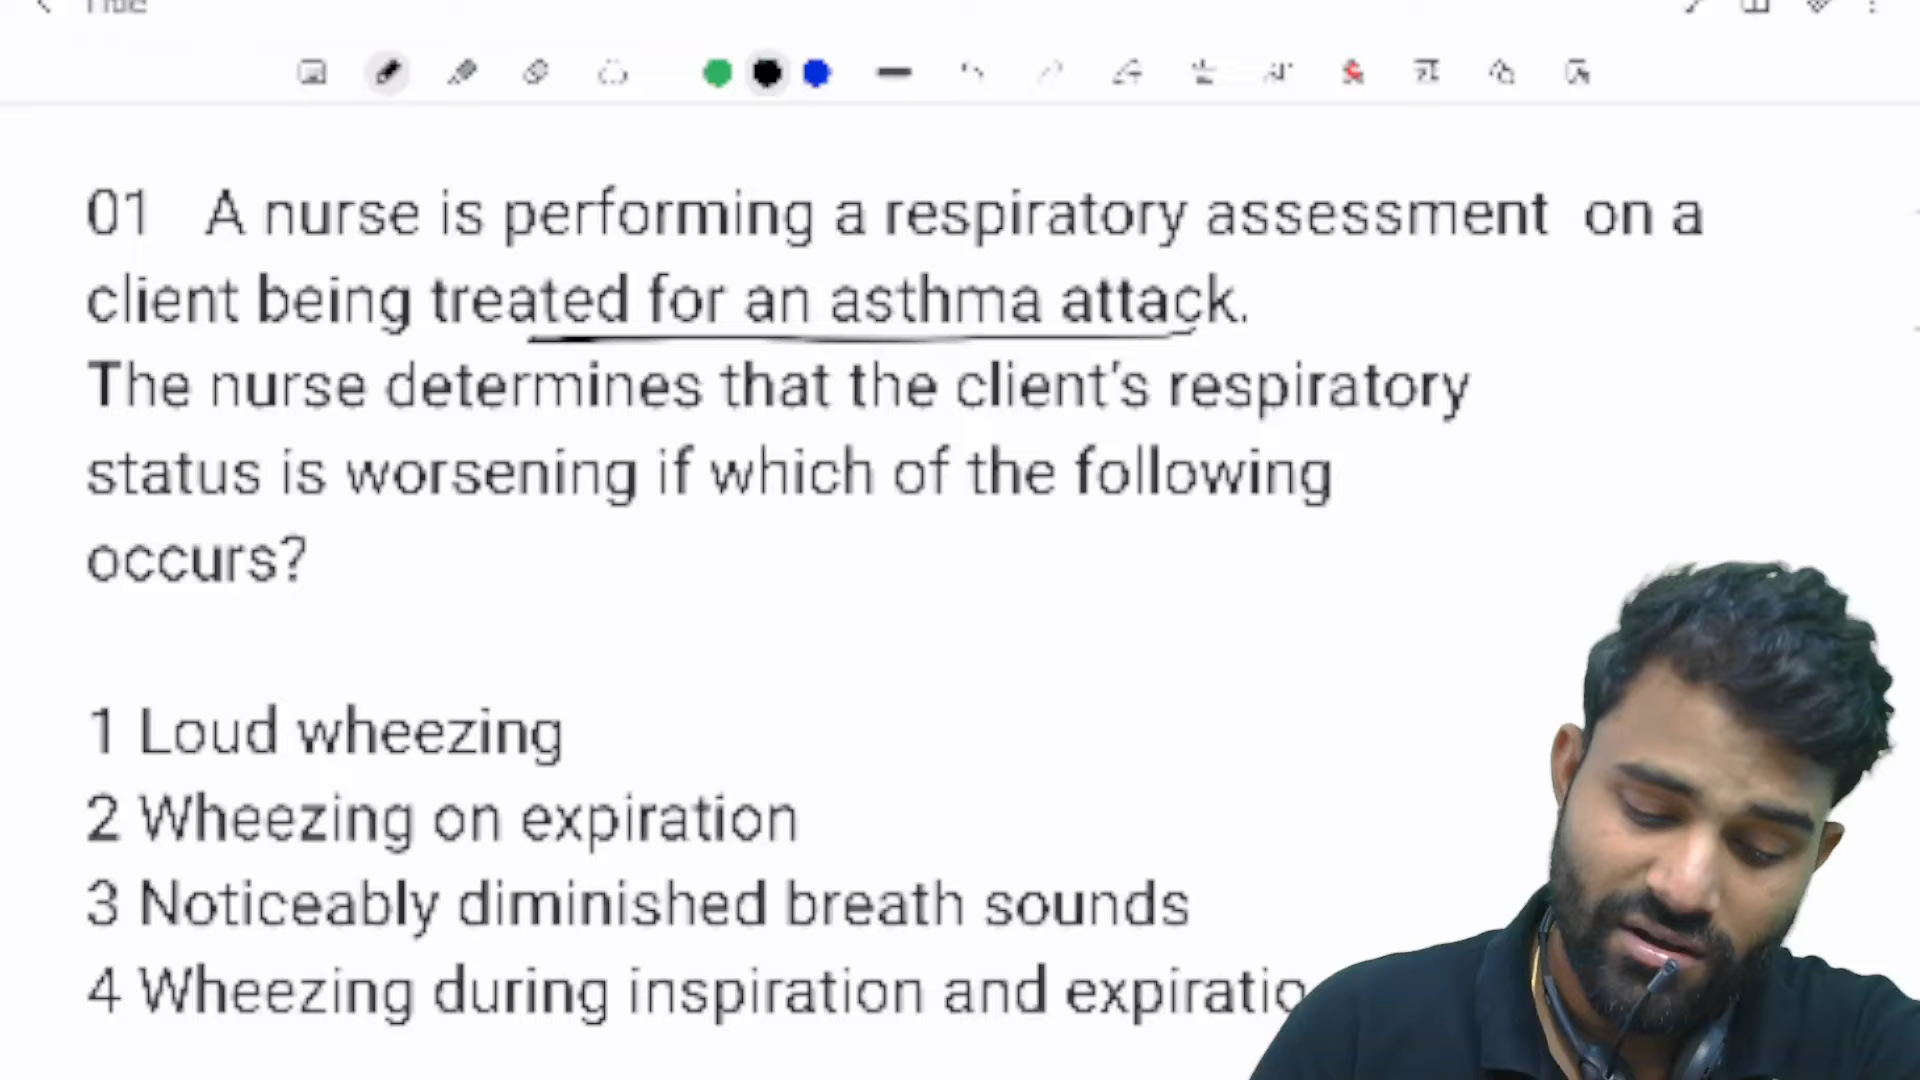 Title
01 A nurse is performing a respiratory assessment on a
client being treated for an asthma attack.
The nurse determines that the client's respiratory
status is worsening if which of the following
occurs?
1 Loud wheezing
2 Wheezing on expiration
3 Noticeably diminished breath sounds
4 Wheezing during inspiration and expiratio